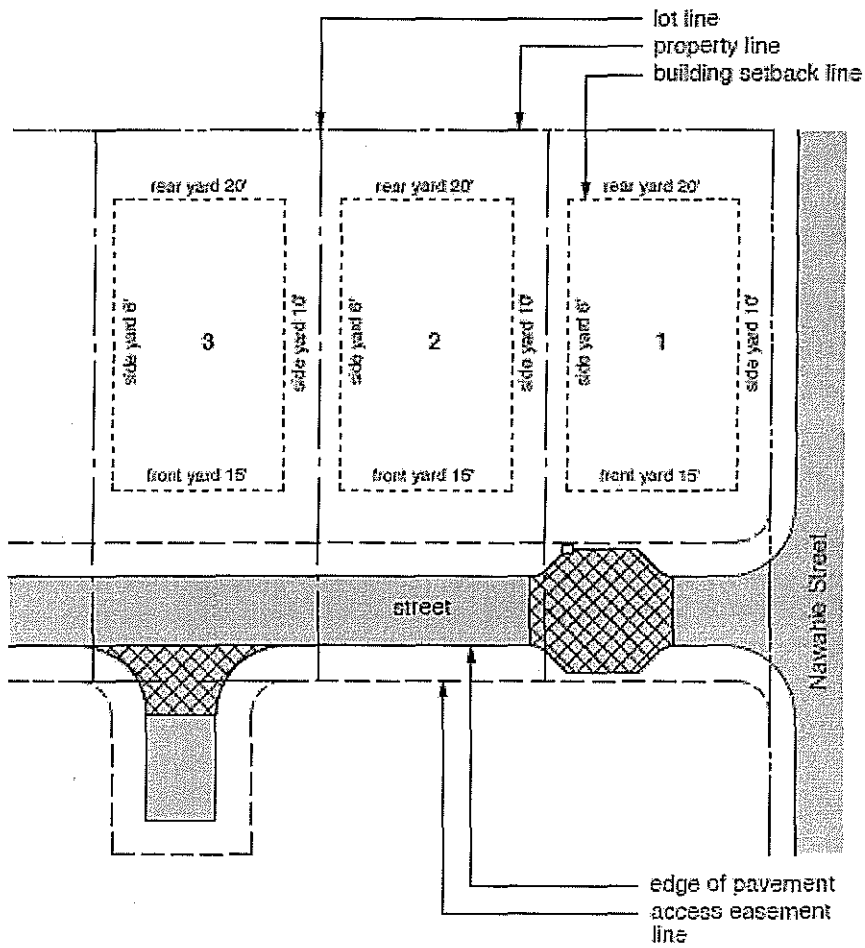 lot line
property line
building setback line
rear yard 20'
rear yard 20'
rear yard 20'
side yard 6'
3
side yard 10'
side yard 6'
2
side yard 10'
side yard 6'
1
side yard 10'
front yard 15'
front yard 15'
front yard 15'
street
Nawahe Street
edge of pavement
access easement
line